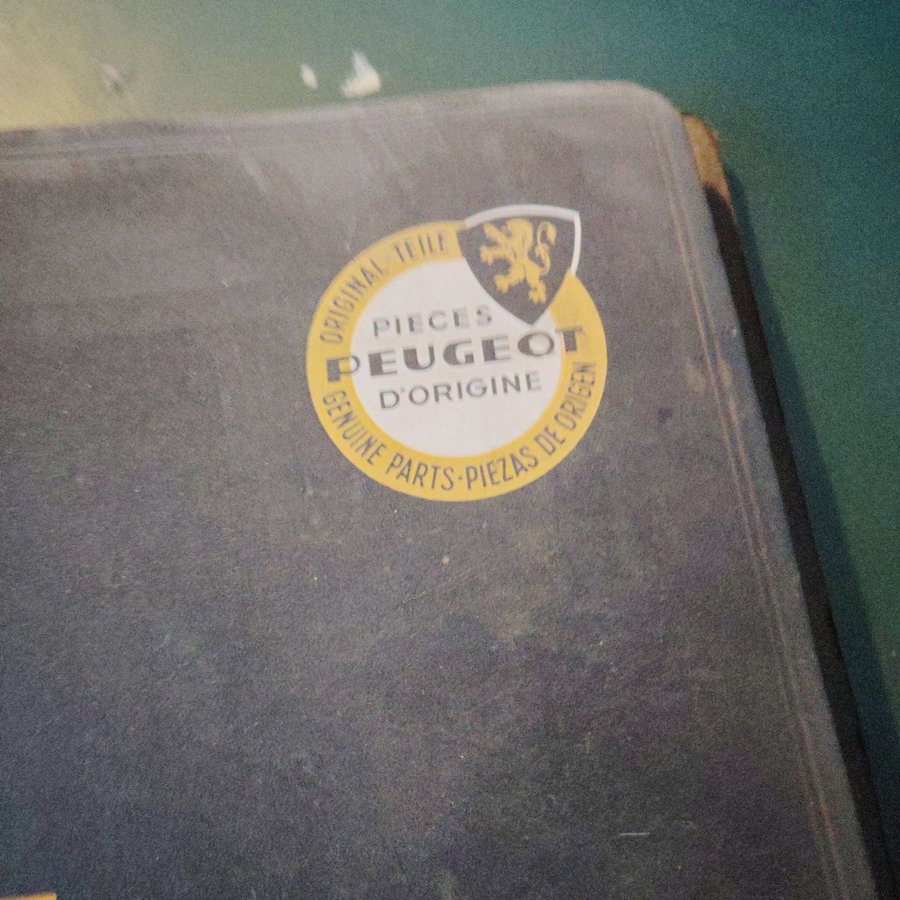 ORIGINAL-TEILE
PIECES
PEUGEOT
D'ORIGINE
GENUINE PARTS·PIEZAS DE ORIGEN